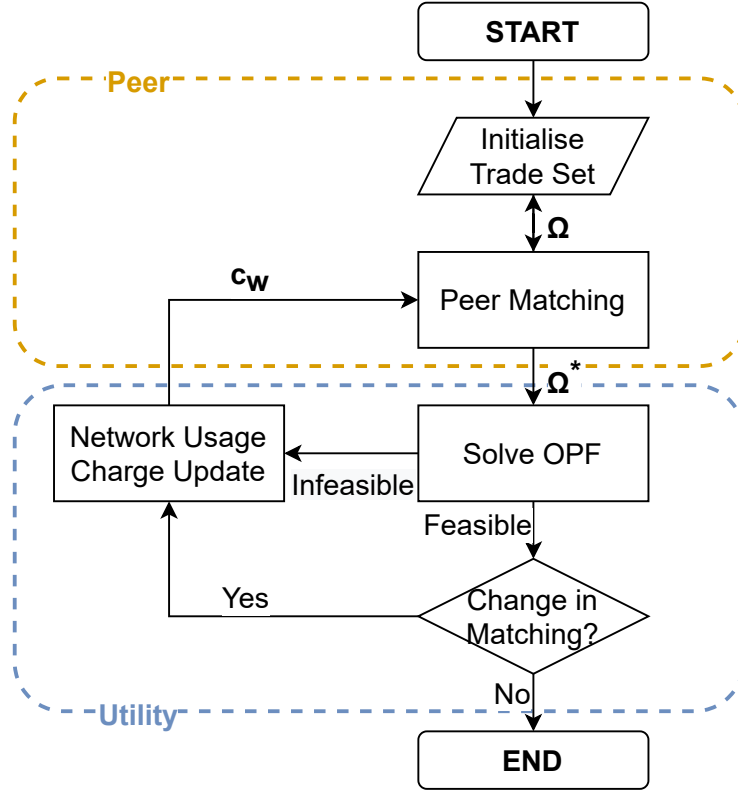 START
Peer
Initialise
Trade Set
Ω
c_w
Peer Matching
Ω*
Network Usage
Charge Update
Solve OPF
Infeasible
Feasible
Yes
Change in
Matching?
No
Utility
END